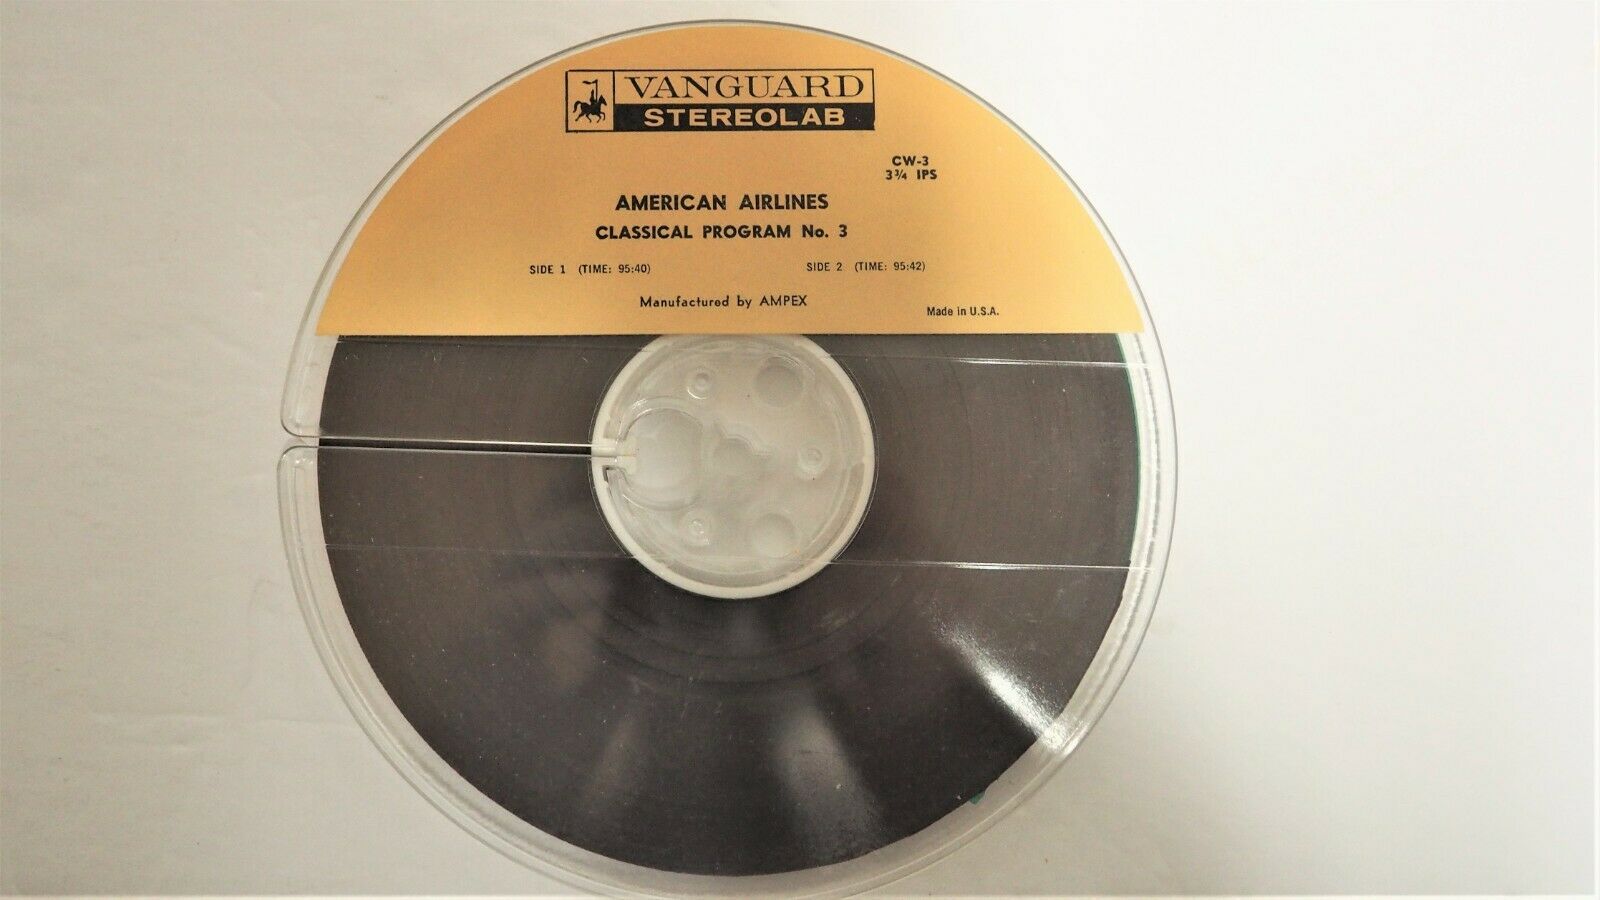 VANGUARD
STEREOLAB
CW-3
3¾ IPS
AMERICAN AIRLINES
CLASSICAL PROGRAM No. 3
SIDE 1 (TIME: 95:40) SIDE 2 (TIME: 95:42)
Manufactured by AMPEX
Made in U.S.A.